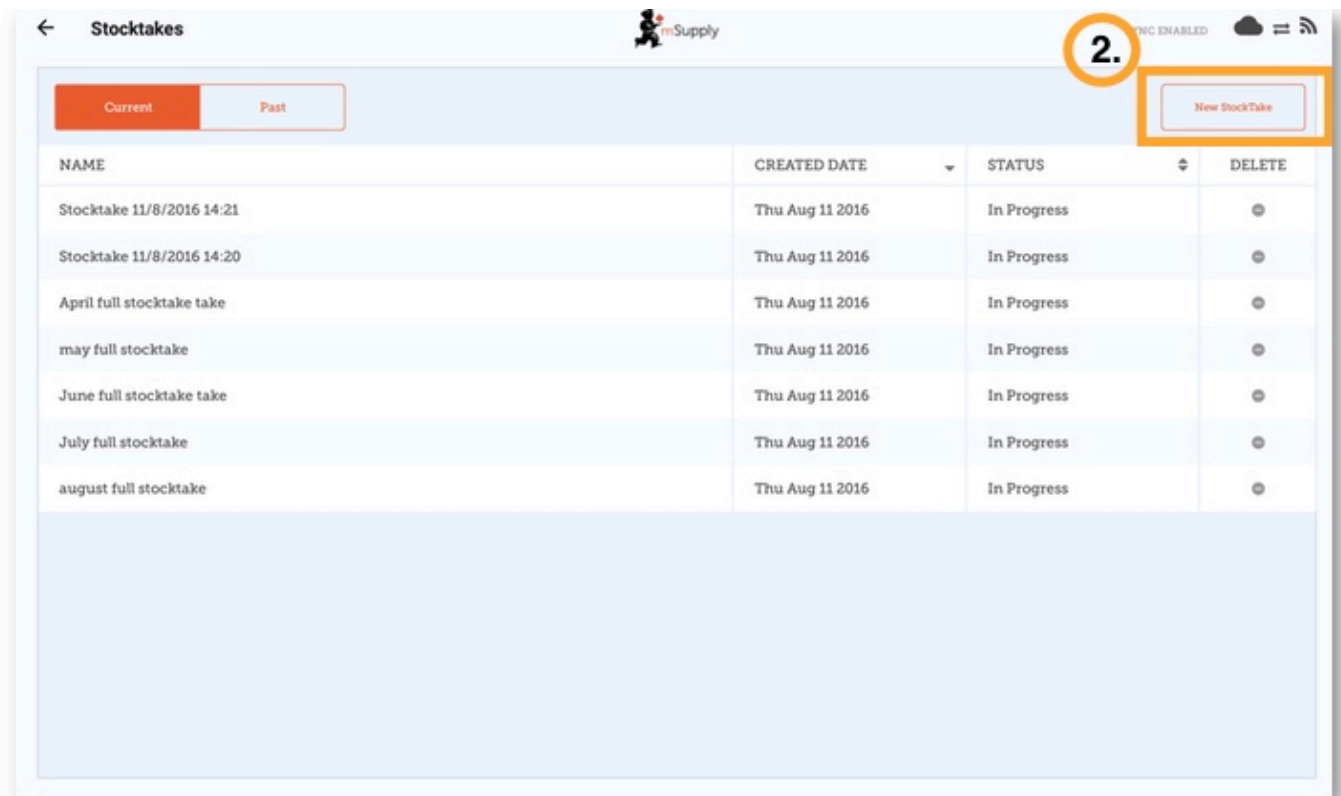 Stocktakes
mSupply
NC ENABLED
2.
Current Past
New StockTake
NAME CREATED DATE STATUS DELETE
Stocktake 11/8/2016 14:21 Thu Aug 11 2016 In Progress
Stocktake 11/8/2016 14:20 Thu Aug 11 2016 In Progress
April full stocktake take Thu Aug 11 2016 In Progress
may full stocktake Thu Aug 11 2016 In Progress
June full stocktake take Thu Aug 11 2016 In Progress
July full stocktake Thu Aug 11 2016 In Progress
august full stocktake Thu Aug 11 2016 In Progress